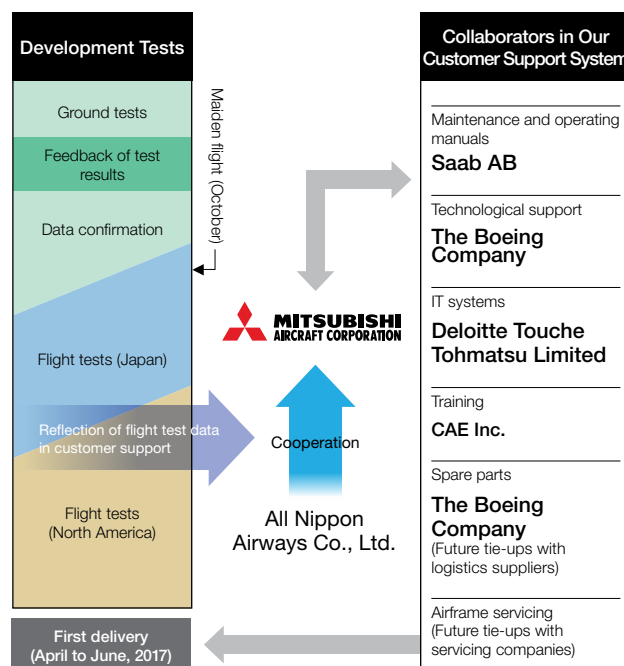 Development Tests
Ground tests
Feedback of test
results
Data confirmation
Flight tests (Japan)
Reflection of flight test data
in customer support
Flight tests
(North America)
First delivery
(April to June, 2017)
Maiden flight (October)
MITSUBISHI
AIRCRAFT CORPORATION
Cooperation
All Nippon
Airways Co., Ltd.
Collaborators in Our
Customer Support System
Maintenance and operating
manuals
Saab AB
Technological support
The Boeing
Company
IT systems
Deloitte Touche
Tohmatsu Limited
Training
CAE Inc.
Spare parts
The Boeing
Company
(Future tie-ups with
logistics suppliers)
Airframe servicing
(Future tie-ups with
servicing companies)